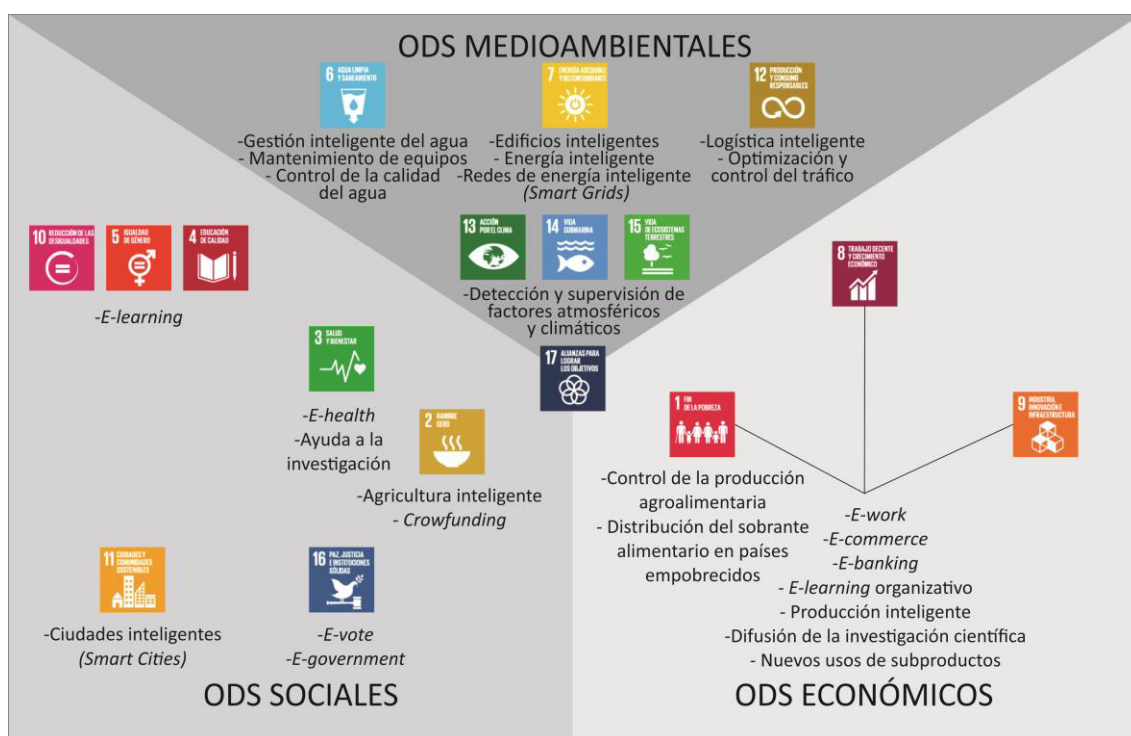 ODS MEDIOAMBIENTALES
6 AGUA LIMPIA
Y SANEAMIENTO
-Gestión inteligente del agua
- Mantenimiento de equipos
- Control de la calidad
del agua
7 ENERGÍA ASEQUIBLE
Y NO CONTAMINANTE
-Edificios inteligentes
- Energía inteligente
-Redes de energía inteligente
(Smart Grids)
12 PRODUCCIÓN
Y CONSUMO
RESPONSABLES
-Logística inteligente
- Optimización y
control del tráfico
13 ACCIÓN
POR EL CLIMA
14 VIDA
SUBMARINA
15 VIDA
DE ECOSISTEMAS
TERRESTRES
-Detección y supervisión de
factores atmosféricos
y climáticos
17 ALIANZAS PARA
LOGRAR
LOS OBJETIVOS
10 REDUCCIÓN DE LAS
DESIGUALDADES
5 IGUALDAD
DE GÉNERO
4 EDUCACIÓN
DE CALIDAD
-E-learning
3 SALUD
Y BIENESTAR
-E-health
-Ayuda a la
investigación
2 HAMBRE
CERO
-Agricultura inteligente
- Crowfunding
11 CIUDADES Y
COMUNIDADES
SOSTENIBLES
-Ciudades inteligentes
(Smart Cities)
16 PAZ, JUSTICIA
E INSTITUCIONES
SÓLIDAS
-E-vote
-E-government
ODS SOCIALES
8 TRABAJO DECENTE
Y CRECIMIENTO
ECONÓMICO
1 FIN
DE LA POBREZA
9 INDUSTRIA,
INNOVACIÓN E
INFRAESTRUCTURA
-Control de la producción
agroalimentaria
- Distribución del sobrante
alimentario en países
empobrecidos
-E-work
-E-commerce
-E-banking
- E-learning organizativo
- Producción inteligente
-Difusión de la investigación científica
- Nuevos usos de subproductos
ODS ECONÓMICOS